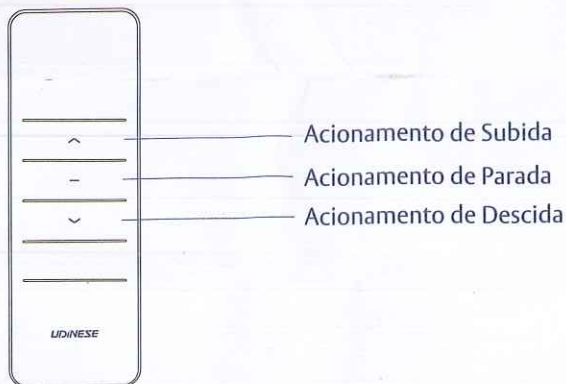 Acionamento de Subida
Acionamento de Parada
Acionamento de Descida
UDINESE